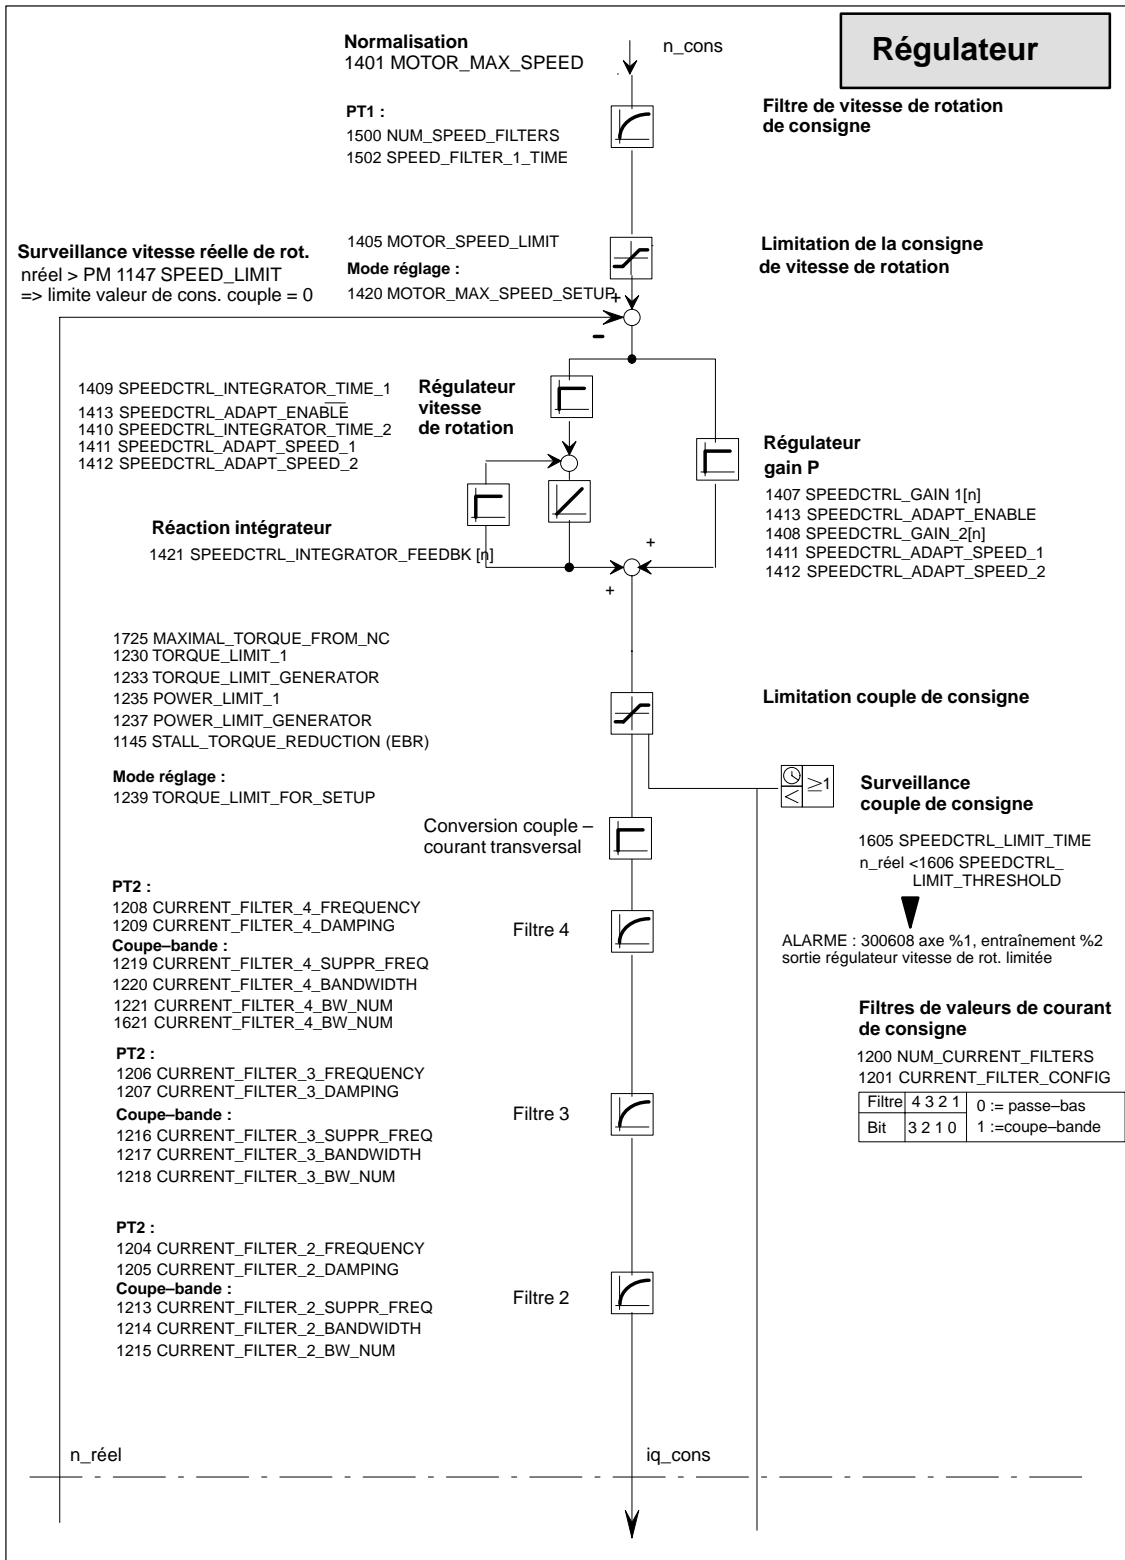 Régulateur
Normalisation
1401 MOTOR_MAX_SPEED
n_cons
PT1 :
1500 NUM_SPEED_FILTERS
1502 SPEED_FILTER_1_TIME
Filtre de vitesse de rotation
de consigne
Surveillance vitesse réelle de rot.
nréel > PM 1147 SPEED_LIMIT
=> limite valeur de cons. couple = 0
1405 MOTOR_SPEED_LIMIT
Mode réglage :
1420 MOTOR_MAX_SPEED_SETUP
Limitation de la consigne
de vitesse de rotation
+
–
1409 SPEEDCTRL_INTEGRATOR_TIME_1
1413 SPEEDCTRL_ADAPT_ENABLE
1410 SPEEDCTRL_INTEGRATOR_TIME_2
1411 SPEEDCTRL_ADAPT_SPEED_1
1412 SPEEDCTRL_ADAPT_SPEED_2
Régulateur
vitesse
de rotation
Régulateur
gain P
1407 SPEEDCTRL_GAIN 1[n]
1413 SPEEDCTRL_ADAPT_ENABLE
1408 SPEEDCTRL_GAIN_2[n]
1411 SPEEDCTRL_ADAPT_SPEED_1
1412 SPEEDCTRL_ADAPT_SPEED_2
Réaction intégrateur
1421 SPEEDCTRL_INTEGRATOR_FEEDBK [n]
+
+
1725 MAXIMAL_TORQUE_FROM_NC
1230 TORQUE_LIMIT_1
1233 TORQUE_LIMIT_GENERATOR
1235 POWER_LIMIT_1
1237 POWER_LIMIT_GENERATOR
1145 STALL_TORQUE_REDUCTION (EBR)
Mode réglage :
1239 TORQUE_LIMIT_FOR_SETUP
Limitation couple de consigne
< ≥1
Surveillance
couple de consigne
1605 SPEEDCTRL_LIMIT_TIME
n_réel <1606 SPEEDCTRL_
LIMIT_THRESHOLD
ALARME : 300608 axe %1, entraînement %2
sortie régulateur vitesse de rot. limitée
Conversion couple –
courant transversal
PT2 :
1208 CURRENT_FILTER_4_FREQUENCY
1209 CURRENT_FILTER_4_DAMPING
Coupe–bande :
1219 CURRENT_FILTER_4_SUPPR_FREQ
1220 CURRENT_FILTER_4_BANDWIDTH
1221 CURRENT_FILTER_4_BW_NUM
1621 CURRENT_FILTER_4_BW_NUM
Filtre 4
Filtres de valeurs de courant
de consigne
1200 NUM_CURRENT_FILTERS
1201 CURRENT_FILTER_CONFIG
Filtre 4 3 2 1 0 := passe–bas
Bit 3 2 1 0 1 :=coupe–bande
PT2 :
1206 CURRENT_FILTER_3_FREQUENCY
1207 CURRENT_FILTER_3_DAMPING
Coupe–bande :
1216 CURRENT_FILTER_3_SUPPR_FREQ
1217 CURRENT_FILTER_3_BANDWIDTH
1218 CURRENT_FILTER_3_BW_NUM
Filtre 3
PT2 :
1204 CURRENT_FILTER_2_FREQUENCY
1205 CURRENT_FILTER_2_DAMPING
Coupe–bande :
1213 CURRENT_FILTER_2_SUPPR_FREQ
1214 CURRENT_FILTER_2_BANDWIDTH
1215 CURRENT_FILTER_2_BW_NUM
Filtre 2
n_réel
iq_cons